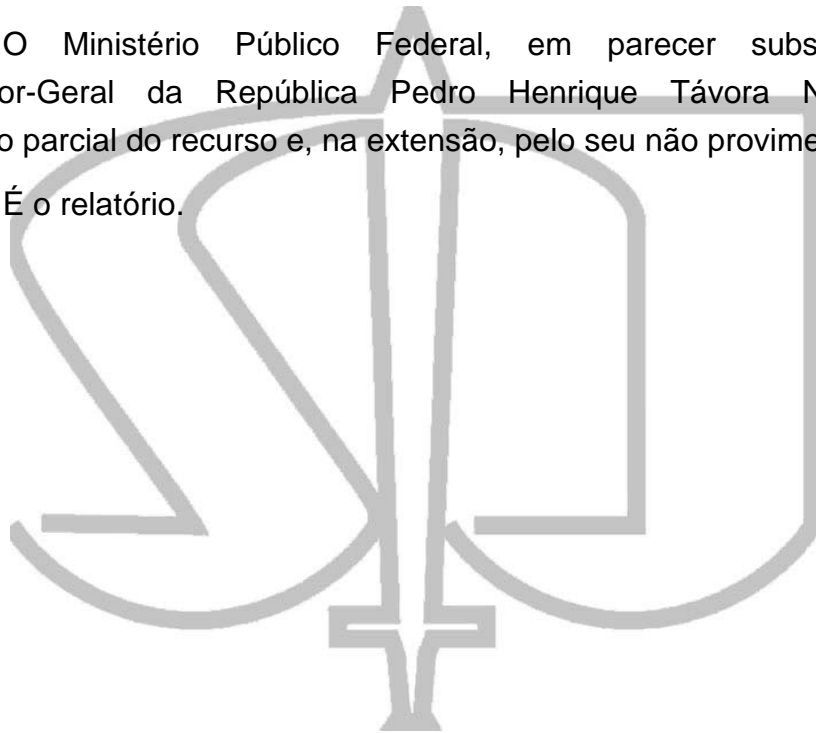 O Ministério Público Federal, em parecer subs
or-Geral da República Pedro Henrique Távora N
o parcial do recurso e, na extensão, pelo seu não provime
É o relatório.